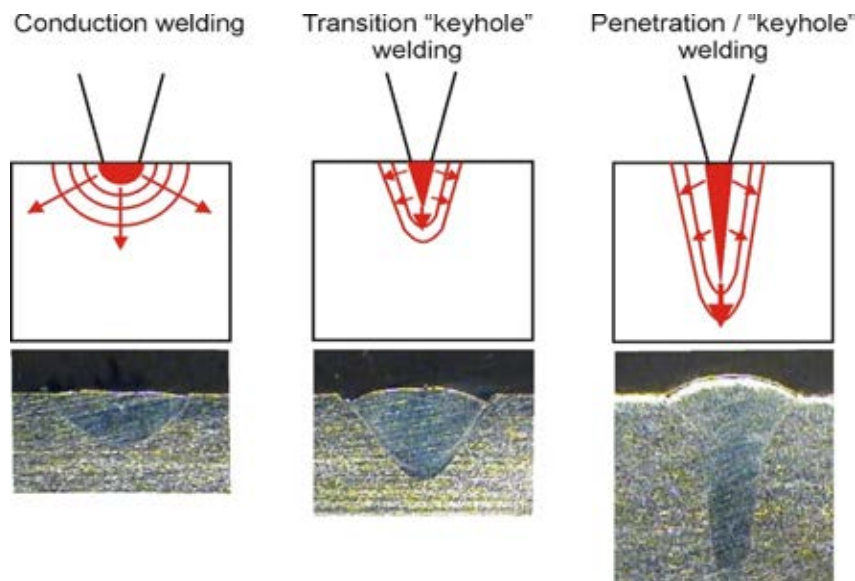 Conduction welding
Transition “keyhole”
welding
Penetration / “keyhole”
welding